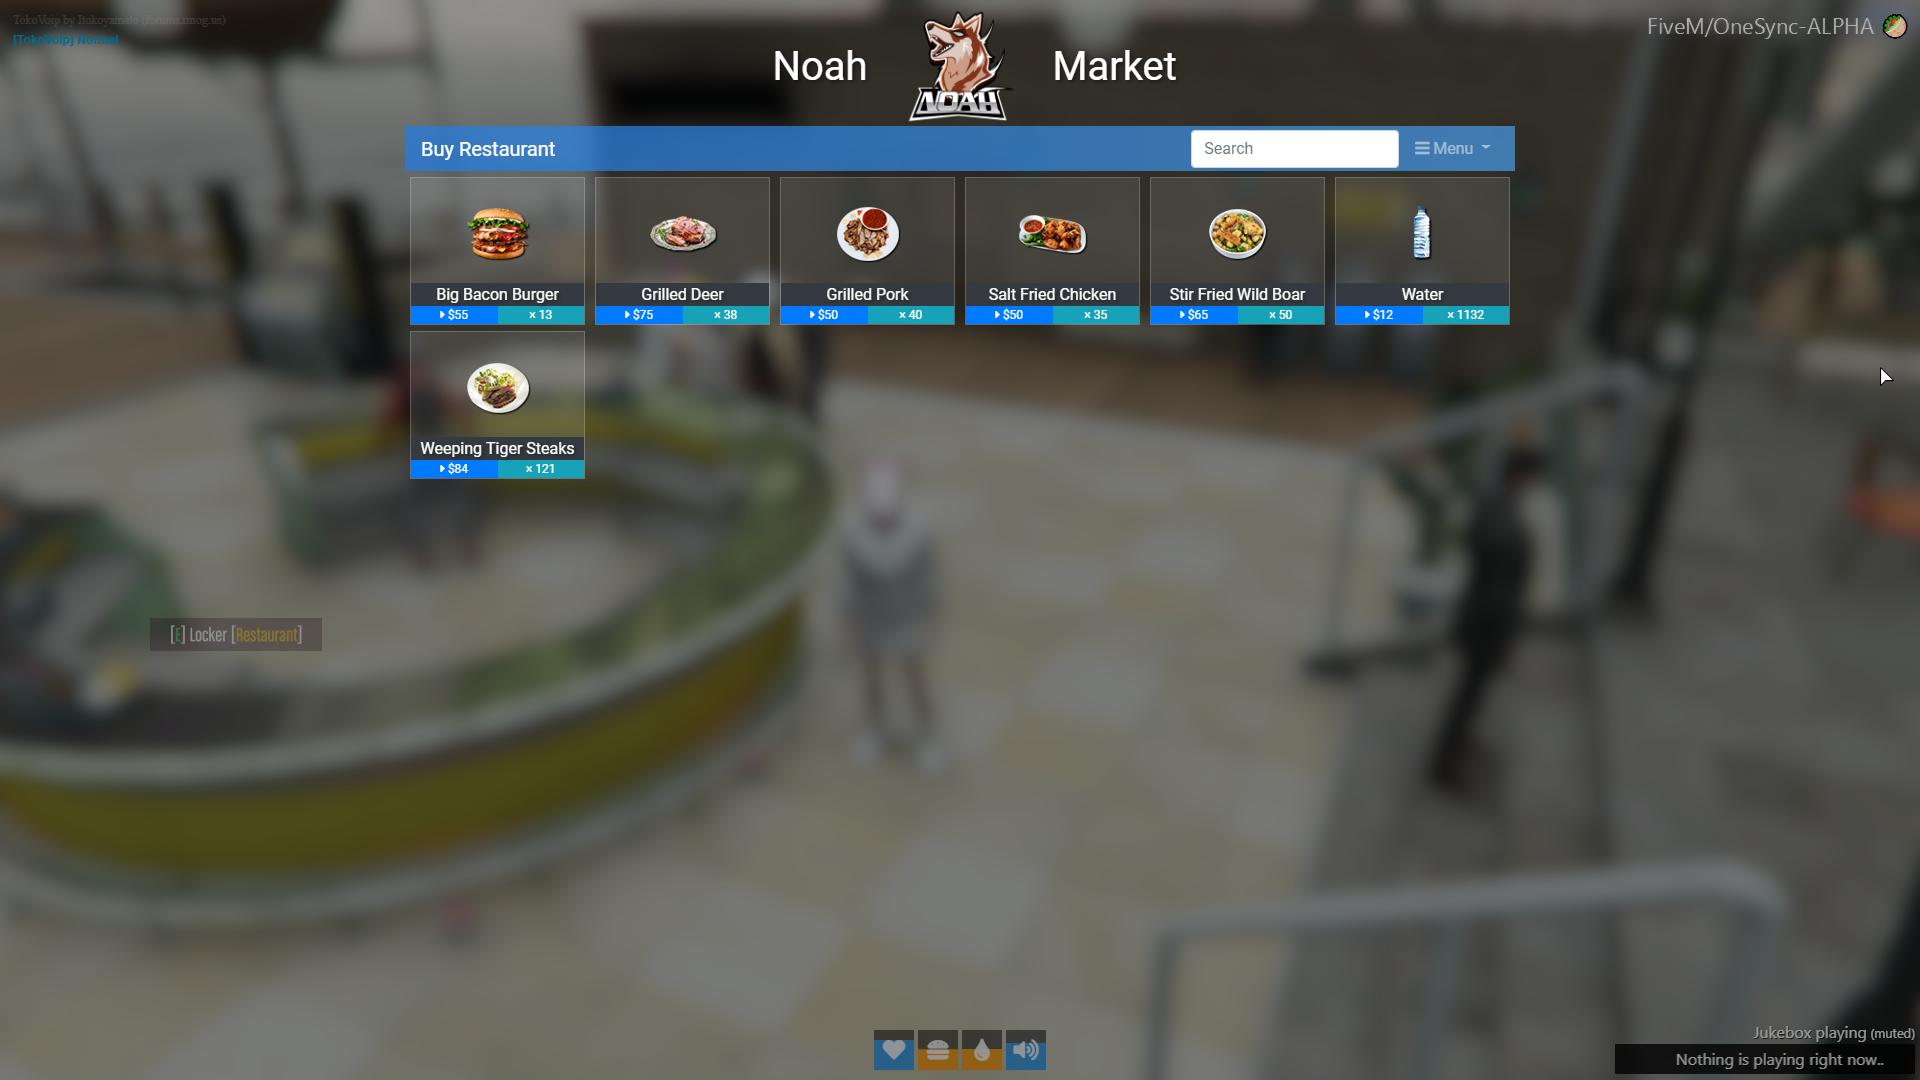 TokoVoip by Itokoyamato (forums.rmog.us)
[TokoVoip] Normal
FiveM/OneSync-ALPHA
Noah
NOAH
Market
Buy Restaurant
Search
Menu
Big Bacon Burger
$55 × 13
Grilled Deer
$75 × 38
Grilled Pork
$50 × 40
Salt Fried Chicken
$50 × 35
Stir Fried Wild Boar
$65 × 50
Water
$12 × 1132
Weeping Tiger Steaks
$84 × 121
[E] Locker [Restaurant]
Jukebox playing (muted)
Nothing is playing right now..